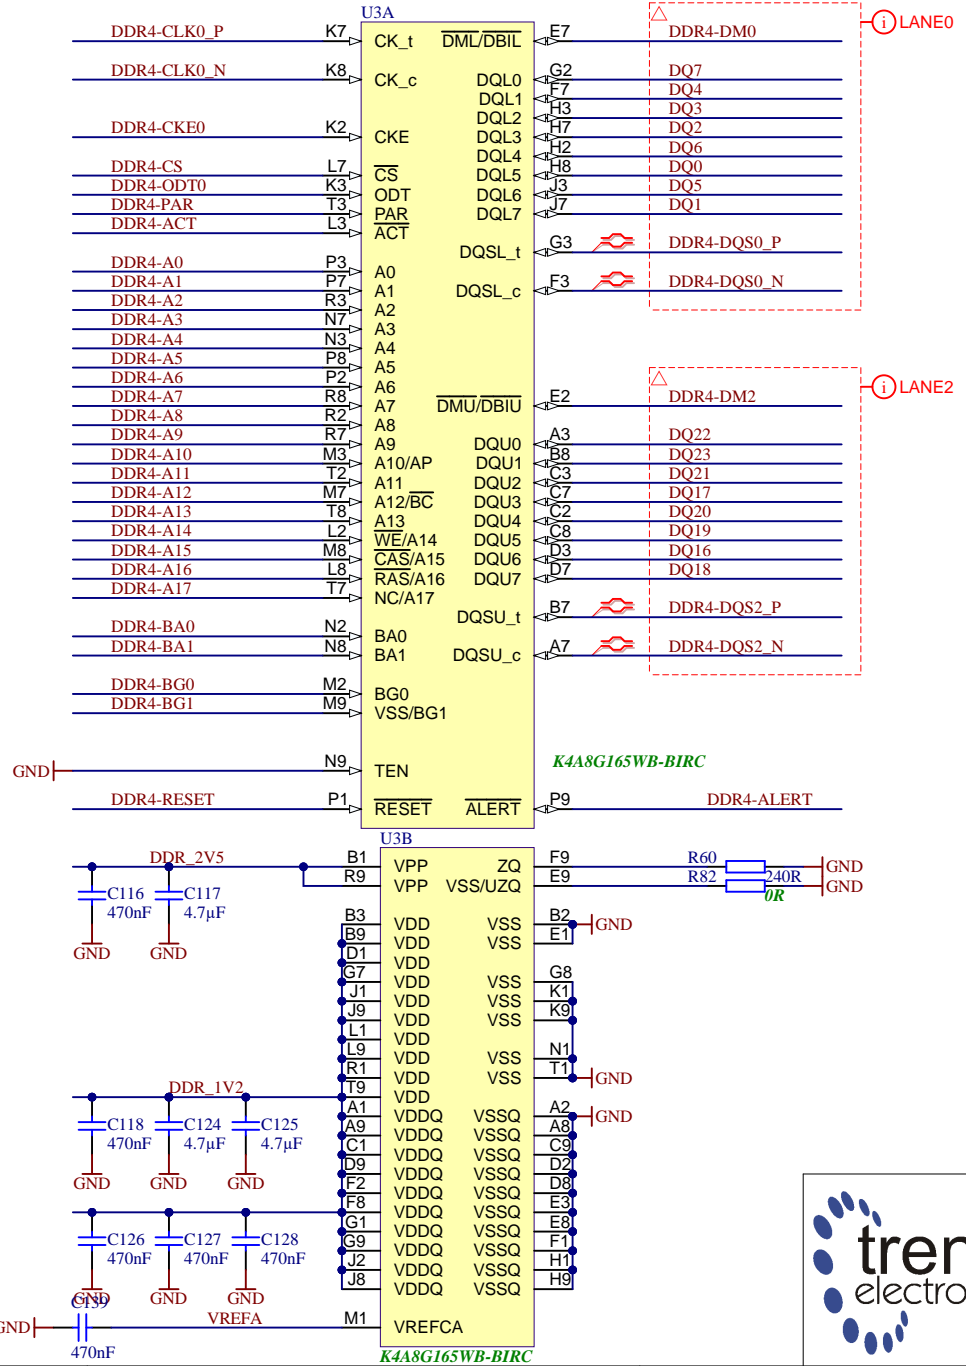 U3A
DDR4-CLK0_P K7 CK_t DML/DBIL E7 DDR4-DM0
LANE0
DDR4-CLK0_N K8 CK_c DQL0 G2 DQ7
DQL1 F7 DQ4
DQL2 H3 DQ3
DDR4-CKE0 K2 CKE DQL3 H7 DQ2
DQL4 H2 DQ6
DDR4-CS L7 CS DQL5 H8 DQ0
DDR4-ODT0 K3 ODT DQL6 J3 DQ5
DDR4-PAR T3 PAR DQL7 J7 DQ1
DDR4-ACT L3 ACT
DQSL_t G3 DDR4-DQS0_P
DDR4-A0 P3 A0
DDR4-A1 P7 A1 DQSL_c F3 DDR4-DQS0_N
DDR4-A2 R3 A2
DDR4-A3 N7 A3
DDR4-A4 N3 A4
DDR4-A5 P8 A5
DDR4-A6 P2 A6
LANE2
DDR4-A7 R8 A7 DMU/DBIU E2 DDR4-DM2
DDR4-A8 R2 A8
DDR4-A9 R7 A9 DQU0 A3 DQ22
DDR4-A10 M3 A10/AP DQU1 B8 DQ23
DDR4-A11 T2 A11 DQU2 C3 DQ21
DDR4-A12 M7 A12/BC DQU3 C7 DQ17
DDR4-A13 T8 A13 DQU4 C2 DQ20
DDR4-A14 L2 WE/A14 DQU5 C8 DQ19
DDR4-A15 M8 CAS/A15 DQU6 D3 DQ16
DDR4-A16 L8 RAS/A16 DQU7 D7 DQ18
DDR4-A17 T7 NC/A17
DQSU_t B7 DDR4-DQS2_P
DDR4-BA0 N2 BA0
DDR4-BA1 N8 BA1 DQSU_c A7 DDR4-DQS2_N
DDR4-BG0 M2 BG0
DDR4-BG1 M9 VSS/BG1
K4A8G165WB-BIRC
GND N9 TEN
DDR4-RESET P1 RESET ALERT P9 DDR4-ALERT
U3B
DDR_2V5 B1 VPP ZQ F9 R60 240R GND
R9 VPP VSS/UZQ E9 R82 0R GND
C116 470nF GND
C117 4.7µF GND
B3 VDD VSS B2 GND
B9 VDD VSS E1
D1 VDD
G7 VDD VSS G8
J1 VDD VSS K1
J9 VDD VSS K9
L1 VDD
L9 VDD VSS N1
R1 VDD VSS T1 GND
DDR_1V2 T9 VDD
A1 VDDQ VSSQ A2 GND
A9 VDDQ VSSQ A8
C1 VDDQ VSSQ C9
D9 VDDQ VSSQ D2
F2 VDDQ VSSQ D8
F8 VDDQ VSSQ E3
G1 VDDQ VSSQ E8
G9 VDDQ VSSQ F1
J2 VDDQ VSSQ H1
J8 VDDQ VSSQ H9
C118 470nF GND
C124 4.7µF GND
C125 4.7µF GND
C126 470nF GND
C127 470nF GND
C128 470nF GND
GND C139 470nF VREFA M1 VREFCA
K4A8G165WB-BIRC
tren
electro